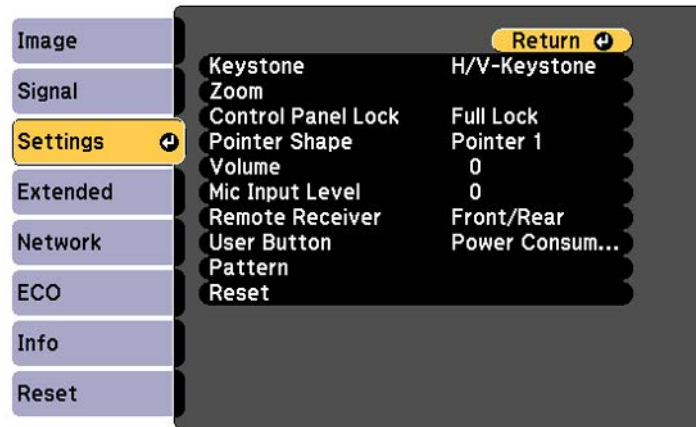 Image
Signal
Settings
Extended
Network
ECO
Info
Reset
Return
Keystone H/V-Keystone
Zoom
Control Panel Lock Full Lock
Pointer Shape Pointer 1
Volume 0
Mic Input Level 0
Remote Receiver Front/Rear
User Button Power Consum...
Pattern
Reset